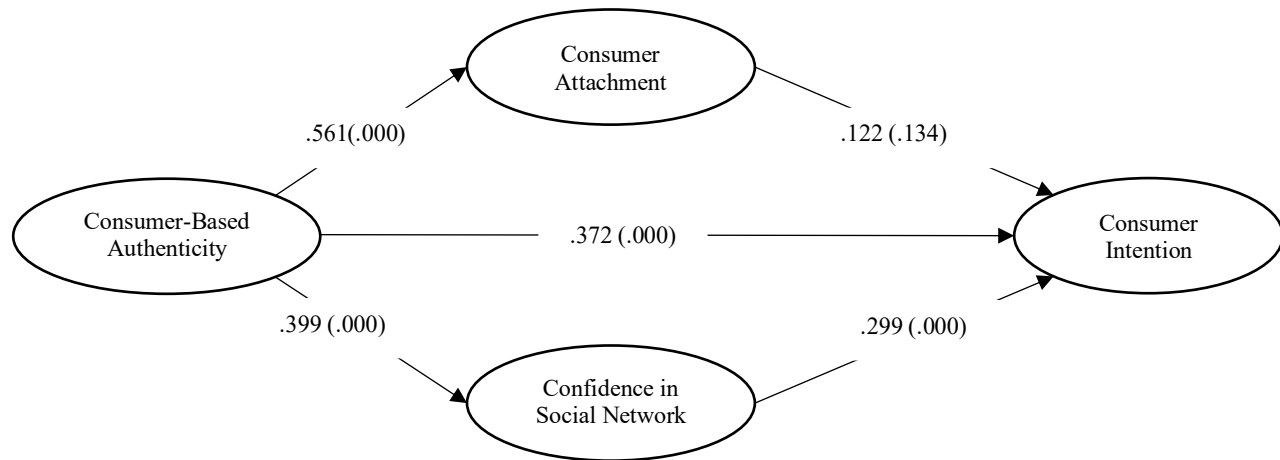 Consumer
Attachment
.561(.000)
.122 (.134)
Consumer-Based
Authenticity
.372 (.000)
Consumer
Intention
.399 (.000)
.299 (.000)
Confidence in
Social Network